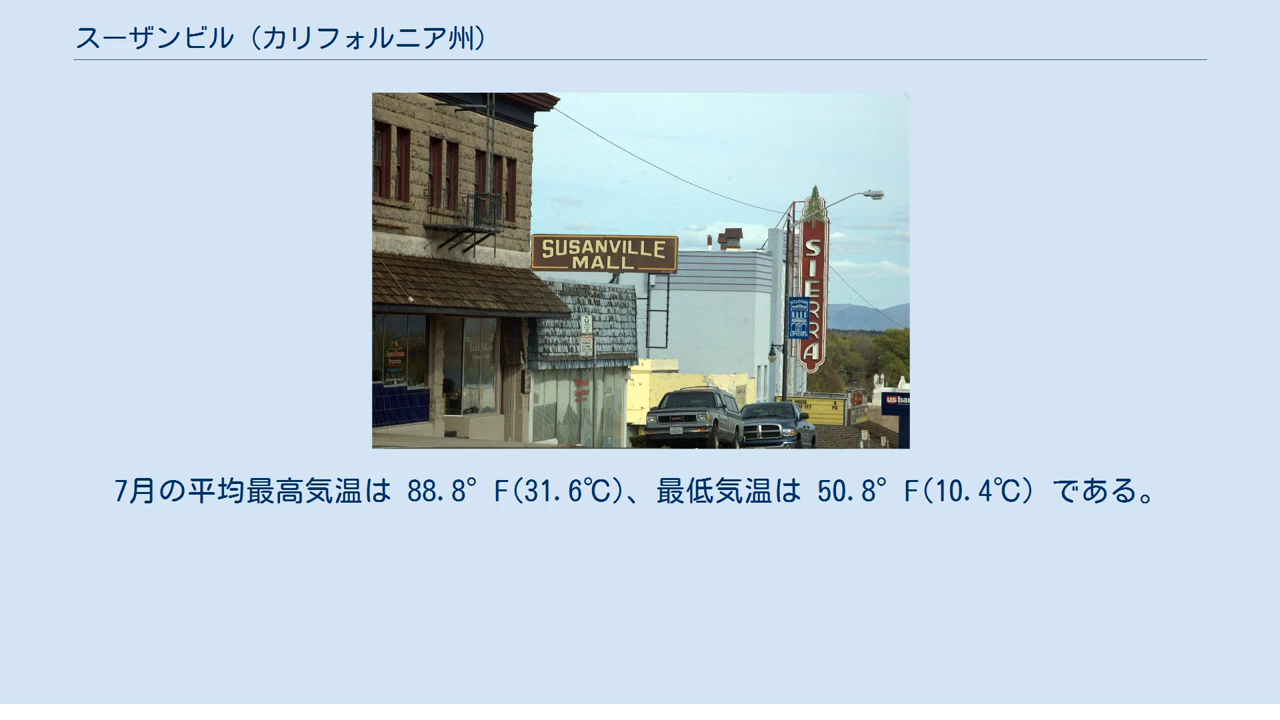 スーザンビル（カリフォルニア州）
SUSANVILLE
MALL
SIERRA
us ban
7月の平均最高気温は 88.8°F(31.6℃)、最低気温は 50.8°F(10.4℃) である。